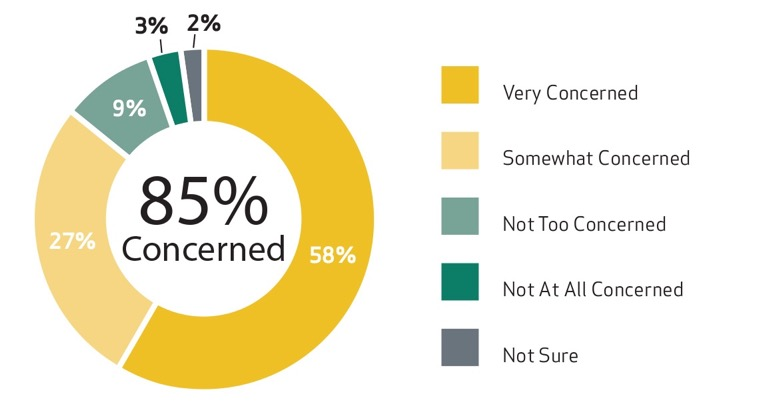 3% 2%
9%
85%
Concerned
27%
58%
Very Concerned
Somewhat Concerned
Not Too Concerned
Not At All Concerned
Not Sure